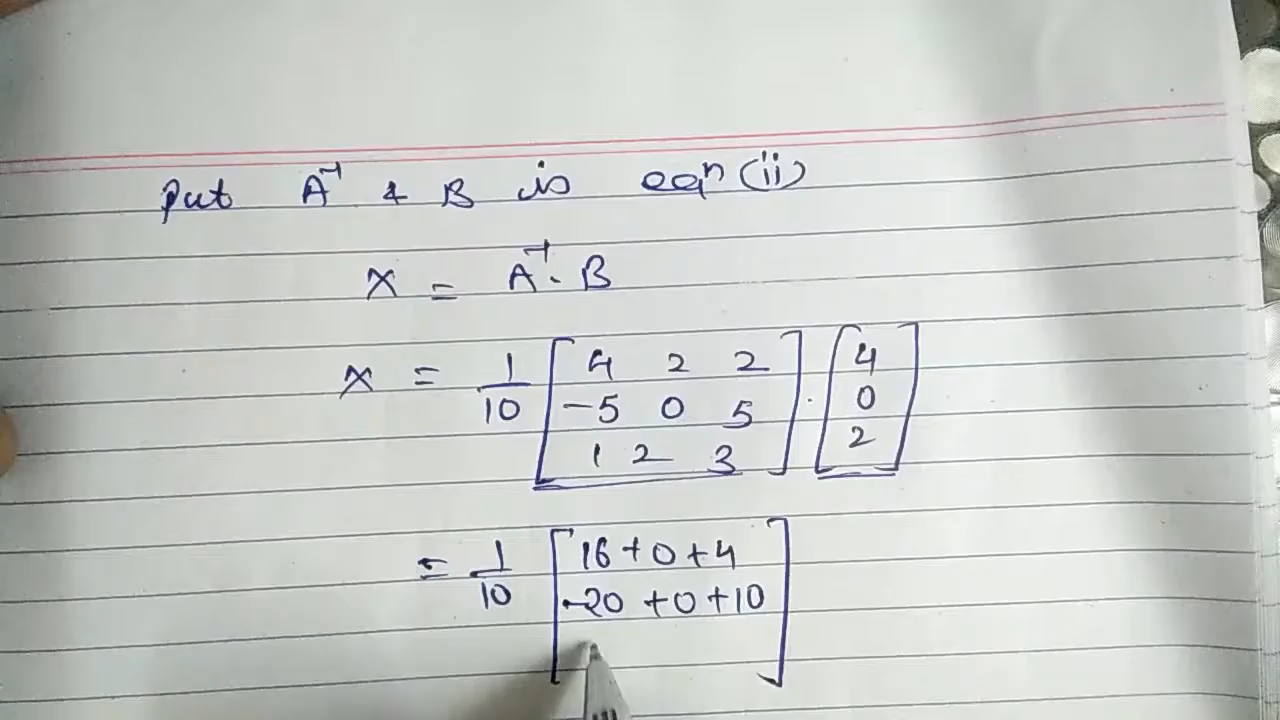 Put A⁻¹ & B is eqⁿ (ii)
X = A⁻¹. B
X = 1/10 [4 2 2; -5 0 5; 1 2 3] . [4; 0; 2]
= 1/10 [16+0+4; -20+0+10]